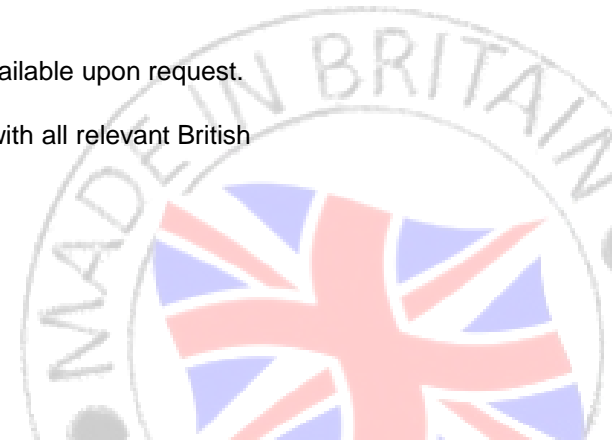 ailable upon request.
with all relevant British
MADE IN BRITAIN